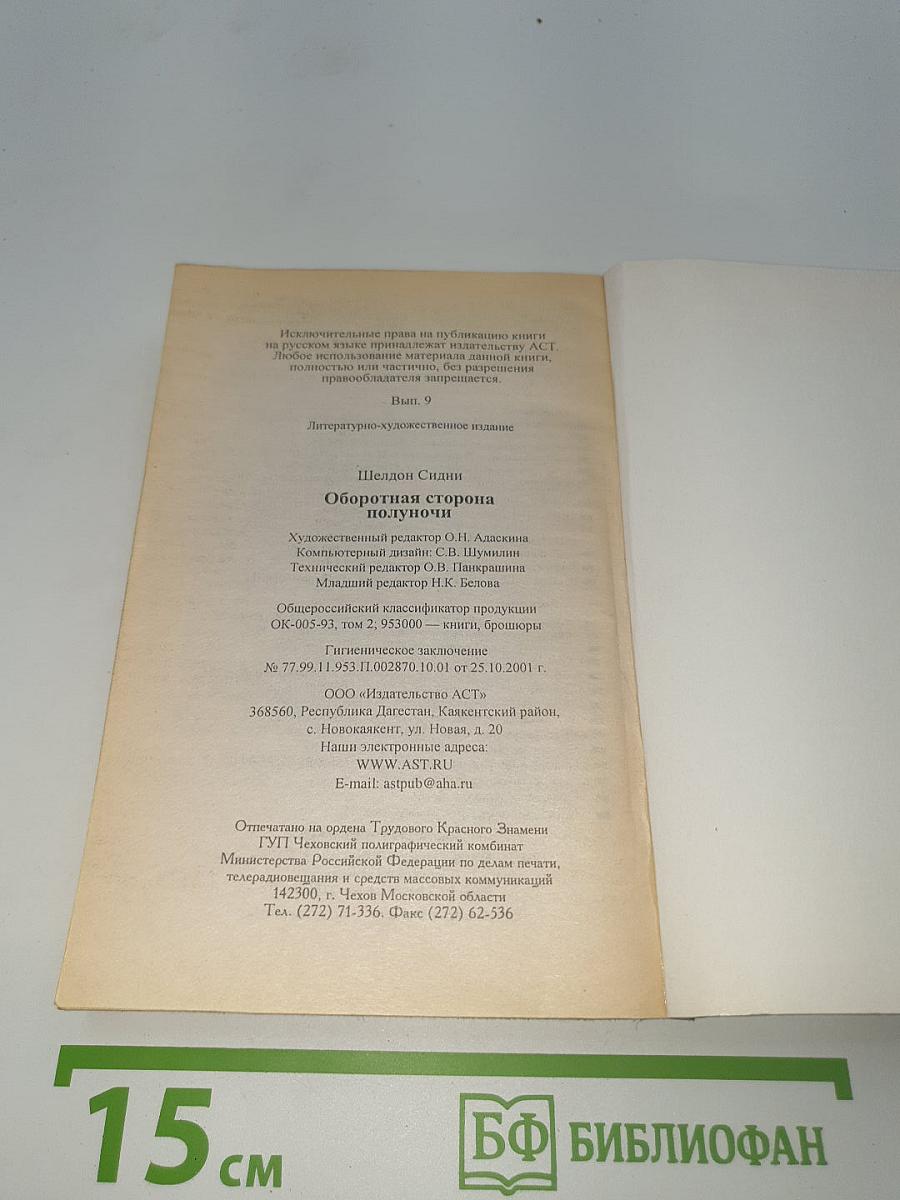 Исключительные права на публикацию книги
на русском языке принадлежат издательству АСТ.
Любое использование материала данной книги,
полностью или частично, без разрешения
правообладателя запрещается.
Вып. 9
Литературно-художественное издание
Шелдон Сидни
Оборотная сторона
полуночи
Художественный редактор О.Н. Адаскина
Компьютерный дизайн: С.В. Шумилин
Технический редактор О.В. Панкрашина
Младший редактор Н.К. Белова
Общероссийский классификатор продукции
ОК-005-93, том 2; 953000 — книги, брошюры
Гигиеническое заключение
№ 77.99.11.953.П.002870.10.01 от 25.10.2001 г.
ООО «Издательство АСТ»
368560, Республика Дагестан, Каякентский район,
с. Новокаякент, ул. Новая, д. 20
Наши электронные адреса:
WWW.AST.RU
E-mail: astpub@aha.ru
Отпечатано на ордена Трудового Красного Знамени
ГУП Чеховский полиграфический комбинат
Министерства Российской Федерации по делам печати,
телерадиовещания и средств массовых коммуникаций
142300, г. Чехов Московской области
Тел. (272) 71-336. Факс (272) 62-536
15 см
БФ БИБЛИОФАН